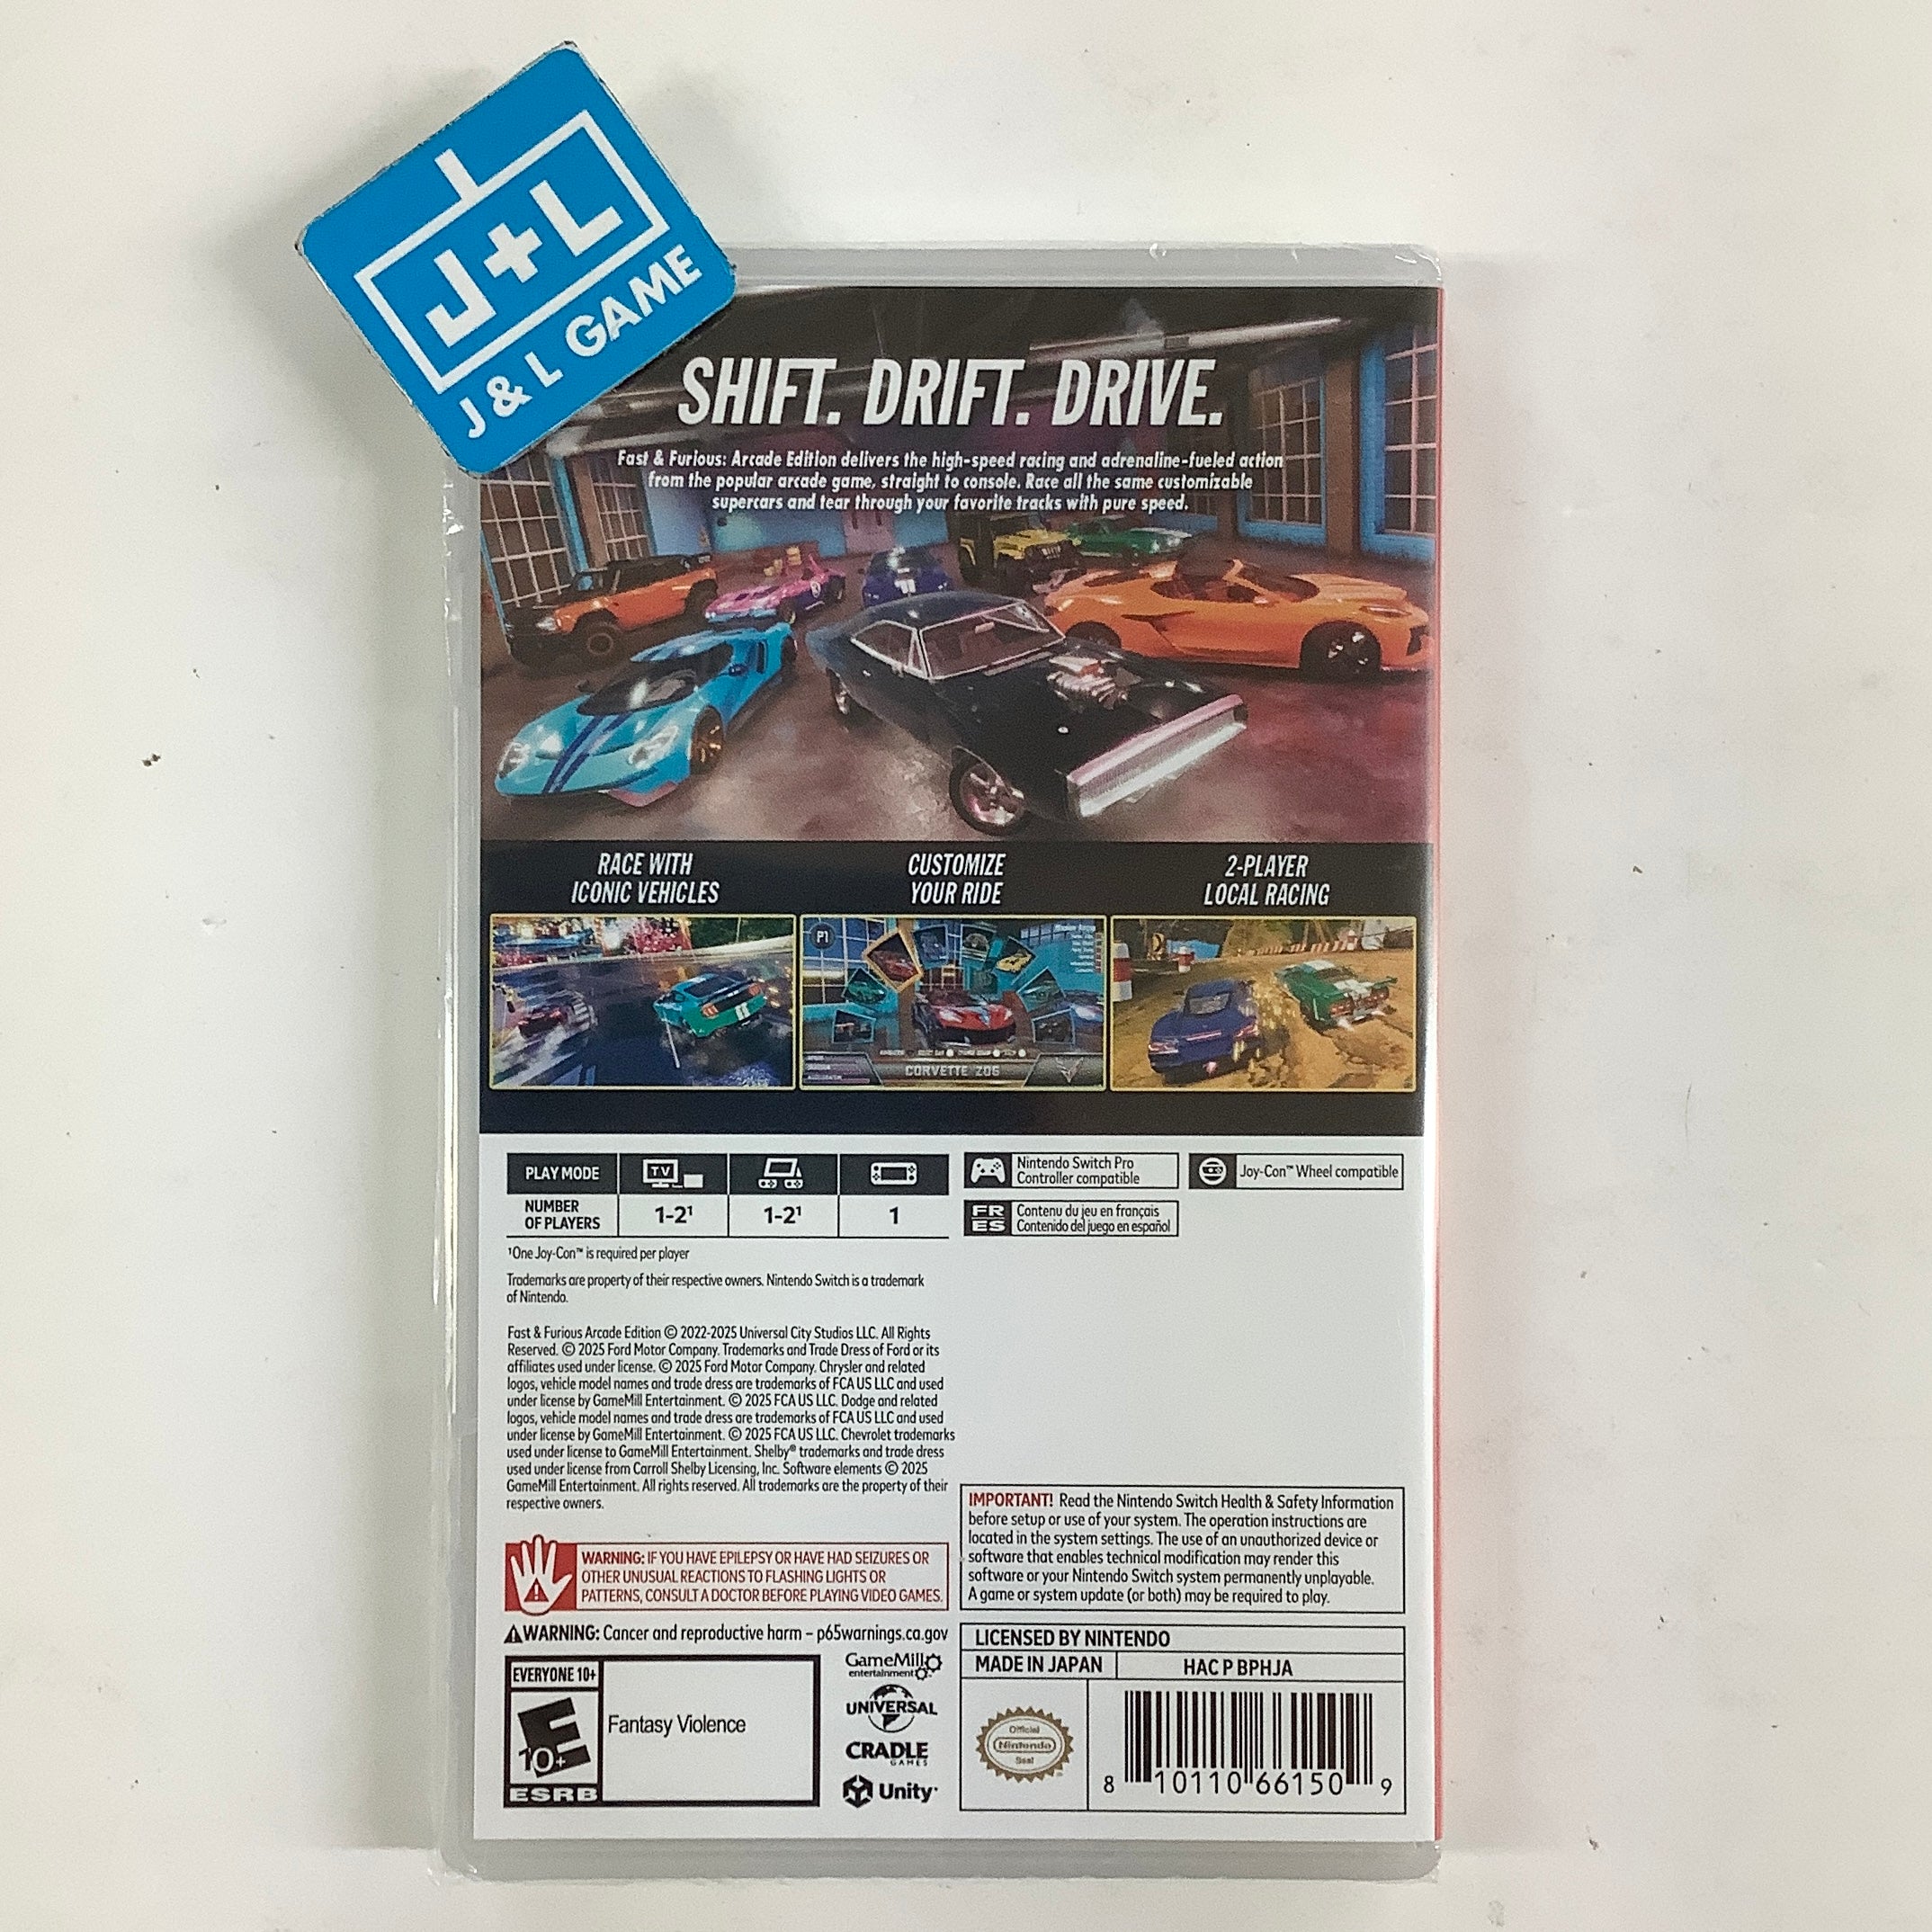 J+L
J & L GAME
SHIFT. DRIFT. DRIVE.
Fast & Furious: Arcade Edition delivers the high-speed racing and adrenaline-fueled action
from the popular arcade game, straight to console. Race all the same customizable
supercars and tear through your favorite tracks with pure speed.
RACE WITH
ICONIC VEHICLES
CUSTOMIZE
YOUR RIDE
2-PLAYER
LOCAL RACING
P1
CORVETTE Z06
PLAY MODE
TV
NUMBER
OF PLAYERS
1-2¹
1-2¹
1
Nintendo Switch Pro
Controller compatible
Joy-Con™ Wheel compatible
FR
ES
Contenu du jeu en français
Contenido del juego en español
¹One Joy-Con™ is required per player
Trademarks are property of their respective owners. Nintendo Switch is a trademark
of Nintendo.
Fast & Furious Arcade Edition © 2022-2025 Universal City Studios LLC. All Rights
Reserved. © 2025 Ford Motor Company. Trademarks and Trade Dress of Ford or its
affiliates used under license. © 2025 Ford Motor Company. Chrysler and related
logos, vehicle model names and trade dress are trademarks of FCA US LLC and used
under license by GameMill Entertainment. © 2025 FCA US LLC. Dodge and related
logos, vehicle model names and trade dress are trademarks of FCA US LLC and used
under license by GameMill Entertainment. © 2025 FCA US LLC. Chevrolet trademarks
used under license to GameMill Entertainment. Shelby® trademarks and trade dress
used under license from Carroll Shelby Licensing, Inc. Software elements © 2025
GameMill Entertainment. All rights reserved. All trademarks are the property of their
respective owners.
WARNING: IF YOU HAVE EPILEPSY OR HAVE HAD SEIZURES OR
OTHER UNUSUAL REACTIONS TO FLASHING LIGHTS OR
PATTERNS, CONSULT A DOCTOR BEFORE PLAYING VIDEO GAMES.
⚠WARNING: Cancer and reproductive harm – p65warnings.ca.gov
IMPORTANT! Read the Nintendo Switch Health & Safety Information
before setup or use of your system. The operation instructions are
located in the system settings. The use of an unauthorized device or
software that enables technical modification may render this
software or your Nintendo Switch system permanently unplayable.
A game or system update (or both) may be required to play.
EVERYONE 10+
E
10+
ESRB
Fantasy Violence
GameMill
entertainment
UNIVERSAL
CRADLE
GAMES
Unity
LICENSED BY NINTENDO
MADE IN JAPAN
HAC P BPHJA
Official
Nintendo
Seal
8 10110 66150 9